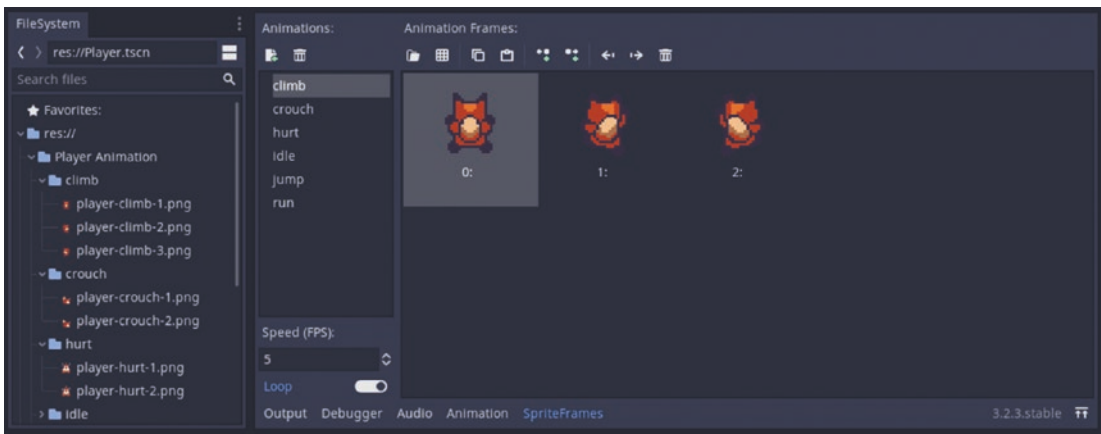 FileSystem
res://Player.tscn
Search files
Favorites:
res://
Player Animation
climb
player-climb-1.png
player-climb-2.png
player-climb-3.png
crouch
player-crouch-1.png
player-crouch-2.png
hurt
player-hurt-1.png
player-hurt-2.png
idle
Animations:
climb
crouch
hurt
idle
jump
run
Speed (FPS):
5
Loop
Animation Frames:
0: 1: 2:
Output Debugger Audio Animation SpriteFrames 3.2.3.stable